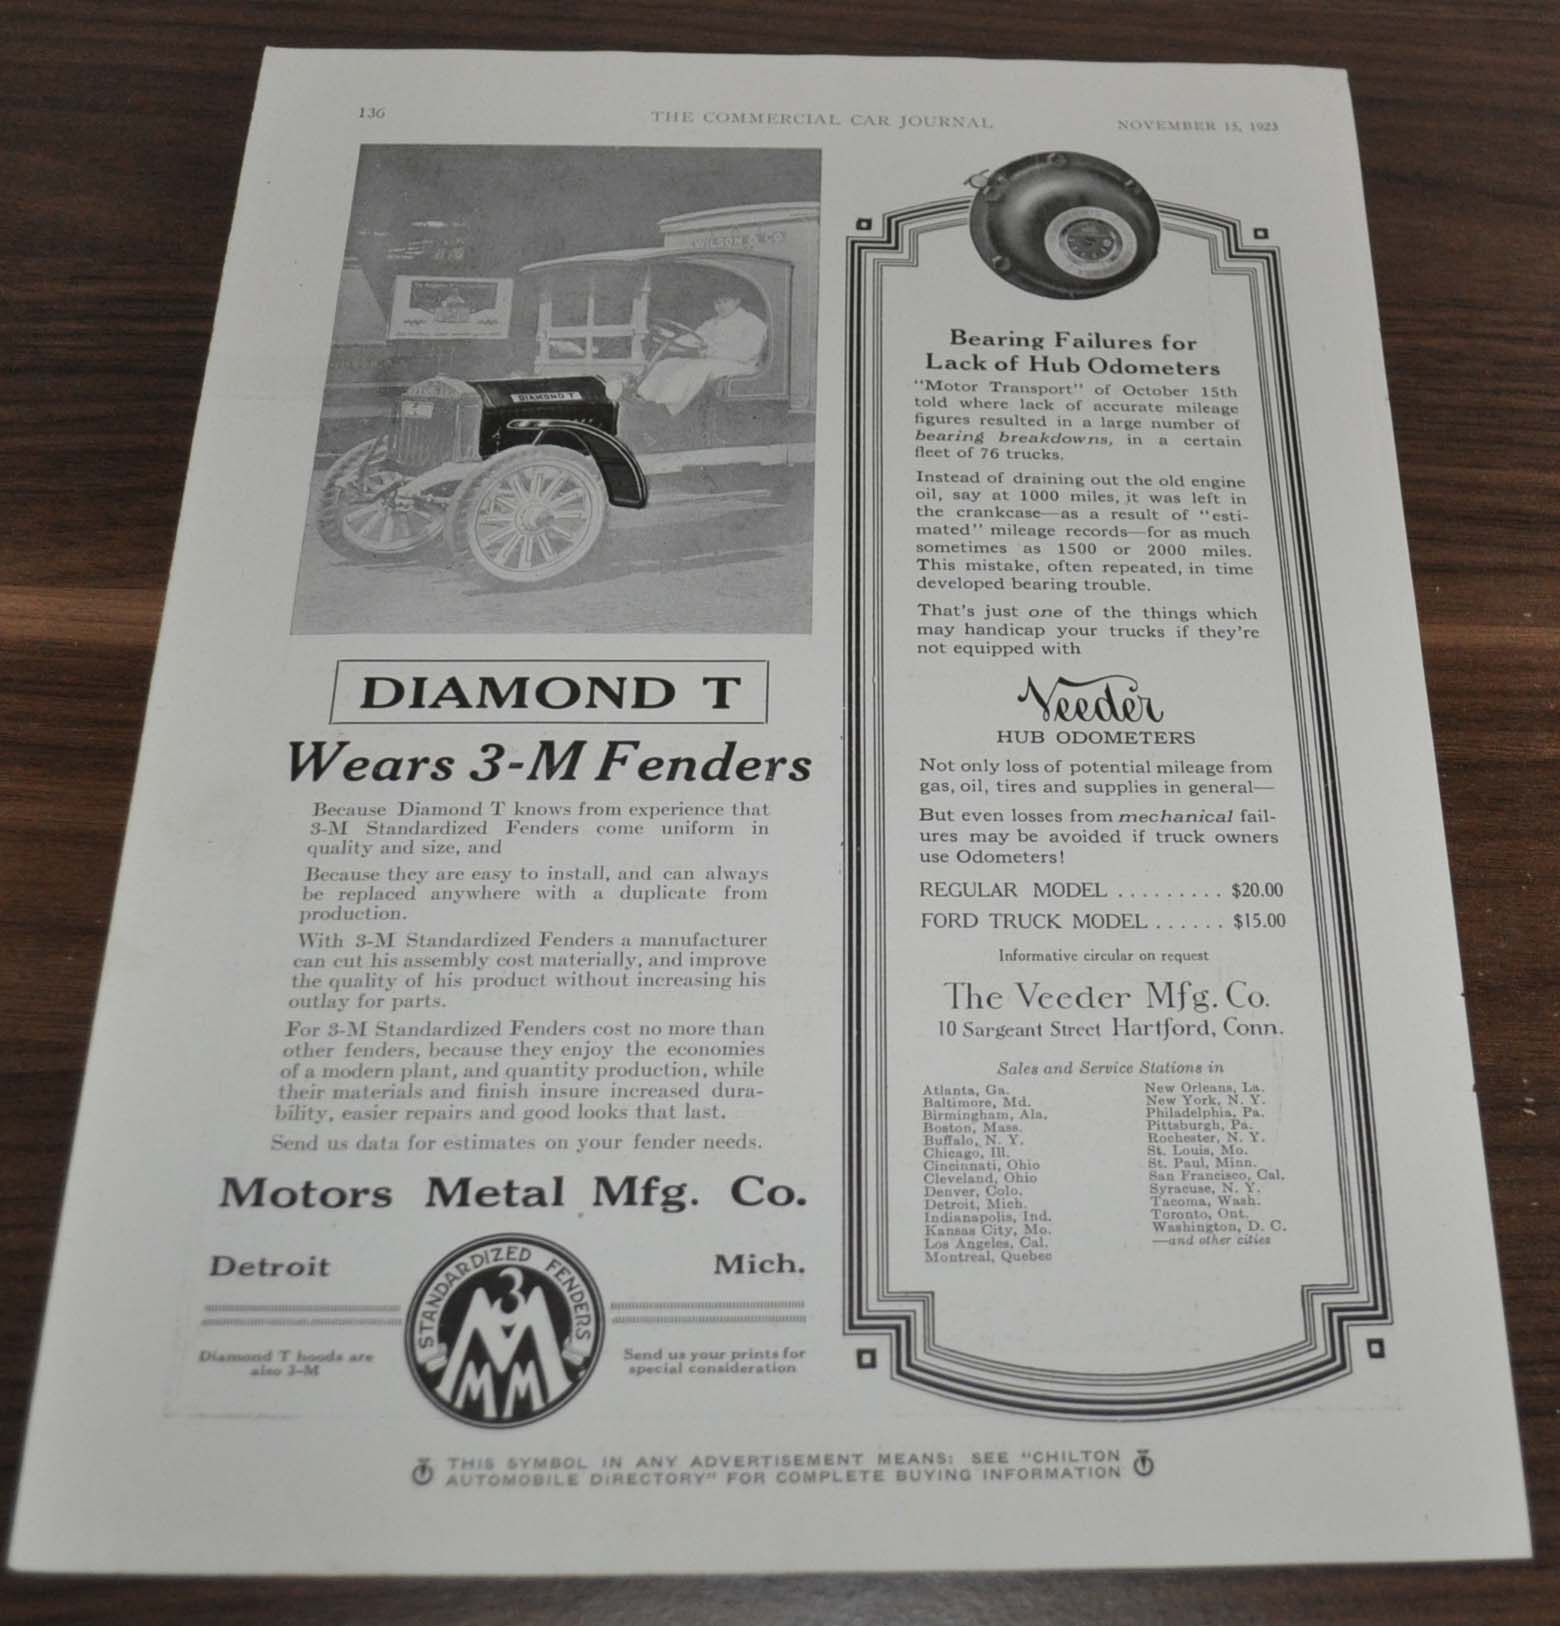 136
THE COMMERCIAL CAR JOURNAL
NOVEMBER 15, 1923
WILSON & CO
DIAMOND T
DIAMOND T
Wears 3-M Fenders
Because Diamond T knows from experience that
3-M Standardized Fenders come uniform in
quality and size, and
Because they are easy to install, and can always
be replaced anywhere with a duplicate from
production.
With 3-M Standardized Fenders a manufacturer
can cut his assembly cost materially, and improve
the quality of his product without increasing his
outlay for parts.
For 3-M Standardized Fenders cost no more than
other fenders, because they enjoy the economies
of a modern plant, and quantity production, while
their materials and finish insure increased dura-
bility, easier repairs and good looks that last.
Send us data for estimates on your fender needs.
Motors Metal Mfg. Co.
Detroit
Mich.
STANDARDIZED FENDERS
3
M
M M
Diamond T hoods are
also 3-M
Send us your prints for
special consideration
Bearing Failures for
Lack of Hub Odometers
"Motor Transport" of October 15th
told where lack of accurate mileage
figures resulted in a large number of
bearing breakdowns, in a certain
fleet of 76 trucks.
Instead of draining out the old engine
oil, say at 1000 miles, it was left in
the crankcase—as a result of "esti-
mated" mileage records—for as much
sometimes as 1500 or 2000 miles.
This mistake, often repeated, in time
developed bearing trouble.
That's just one of the things which
may handicap your trucks if they're
not equipped with
Veeder
HUB ODOMETERS
Not only loss of potential mileage from
gas, oil, tires and supplies in general—
But even losses from mechanical fail-
ures may be avoided if truck owners
use Odometers!
REGULAR MODEL ......... $20.00
FORD TRUCK MODEL ...... $15.00
Informative circular on request
The Veeder Mfg. Co.
10 Sargeant Street Hartford, Conn.
Sales and Service Stations in
Atlanta, Ga.
Baltimore, Md.
Birmingham, Ala.
Boston, Mass.
Buffalo, N. Y.
Chicago, Ill.
Cincinnati, Ohio
Cleveland, Ohio
Denver, Colo.
Detroit, Mich.
Indianapolis, Ind.
Kansas City, Mo.
Los Angeles, Cal.
Montreal, Quebec
New Orleans, La.
New York, N. Y.
Philadelphia, Pa.
Pittsburgh, Pa.
Rochester, N. Y.
St. Louis, Mo.
St. Paul, Minn.
San Francisco, Cal.
Syracuse, N. Y.
Tacoma, Wash.
Toronto, Ont.
Washington, D. C.
—and other cities
THIS SYMBOL IN ANY ADVERTISEMENT MEANS: SEE "CHILTON
AUTOMOBILE DIRECTORY" FOR COMPLETE BUYING INFORMATION